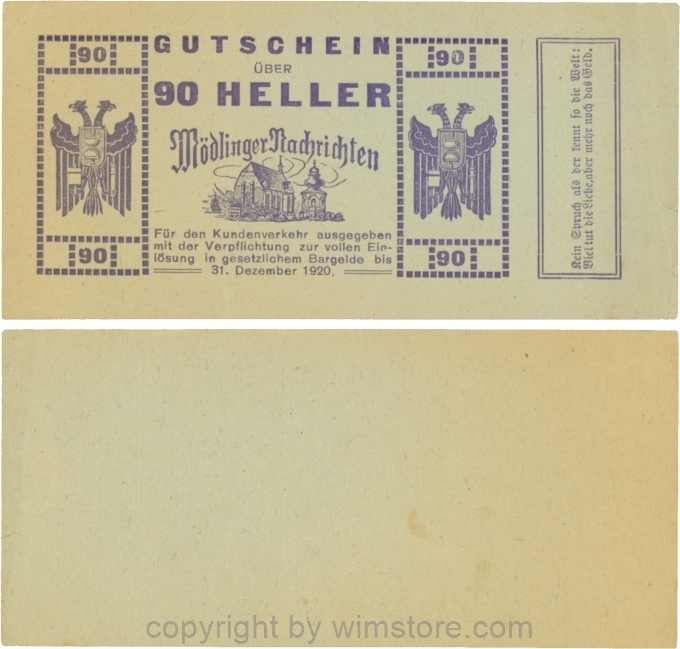 90
GUTSCHEIN
ÜBER
90 HELLER
90
Mödlinger Nachrichten
Für den Kundenverkehr ausgegeben
mit der Verpflichtung zur vollen Ein-
lösung in gesetzlichem Bargelde bis
31. Dezember 1920.
90
90
Kein Spruch als der kennt so die Welt:
Viel tut die Liebe, aber mehr noch das Geld.
copyright by wimstore.com